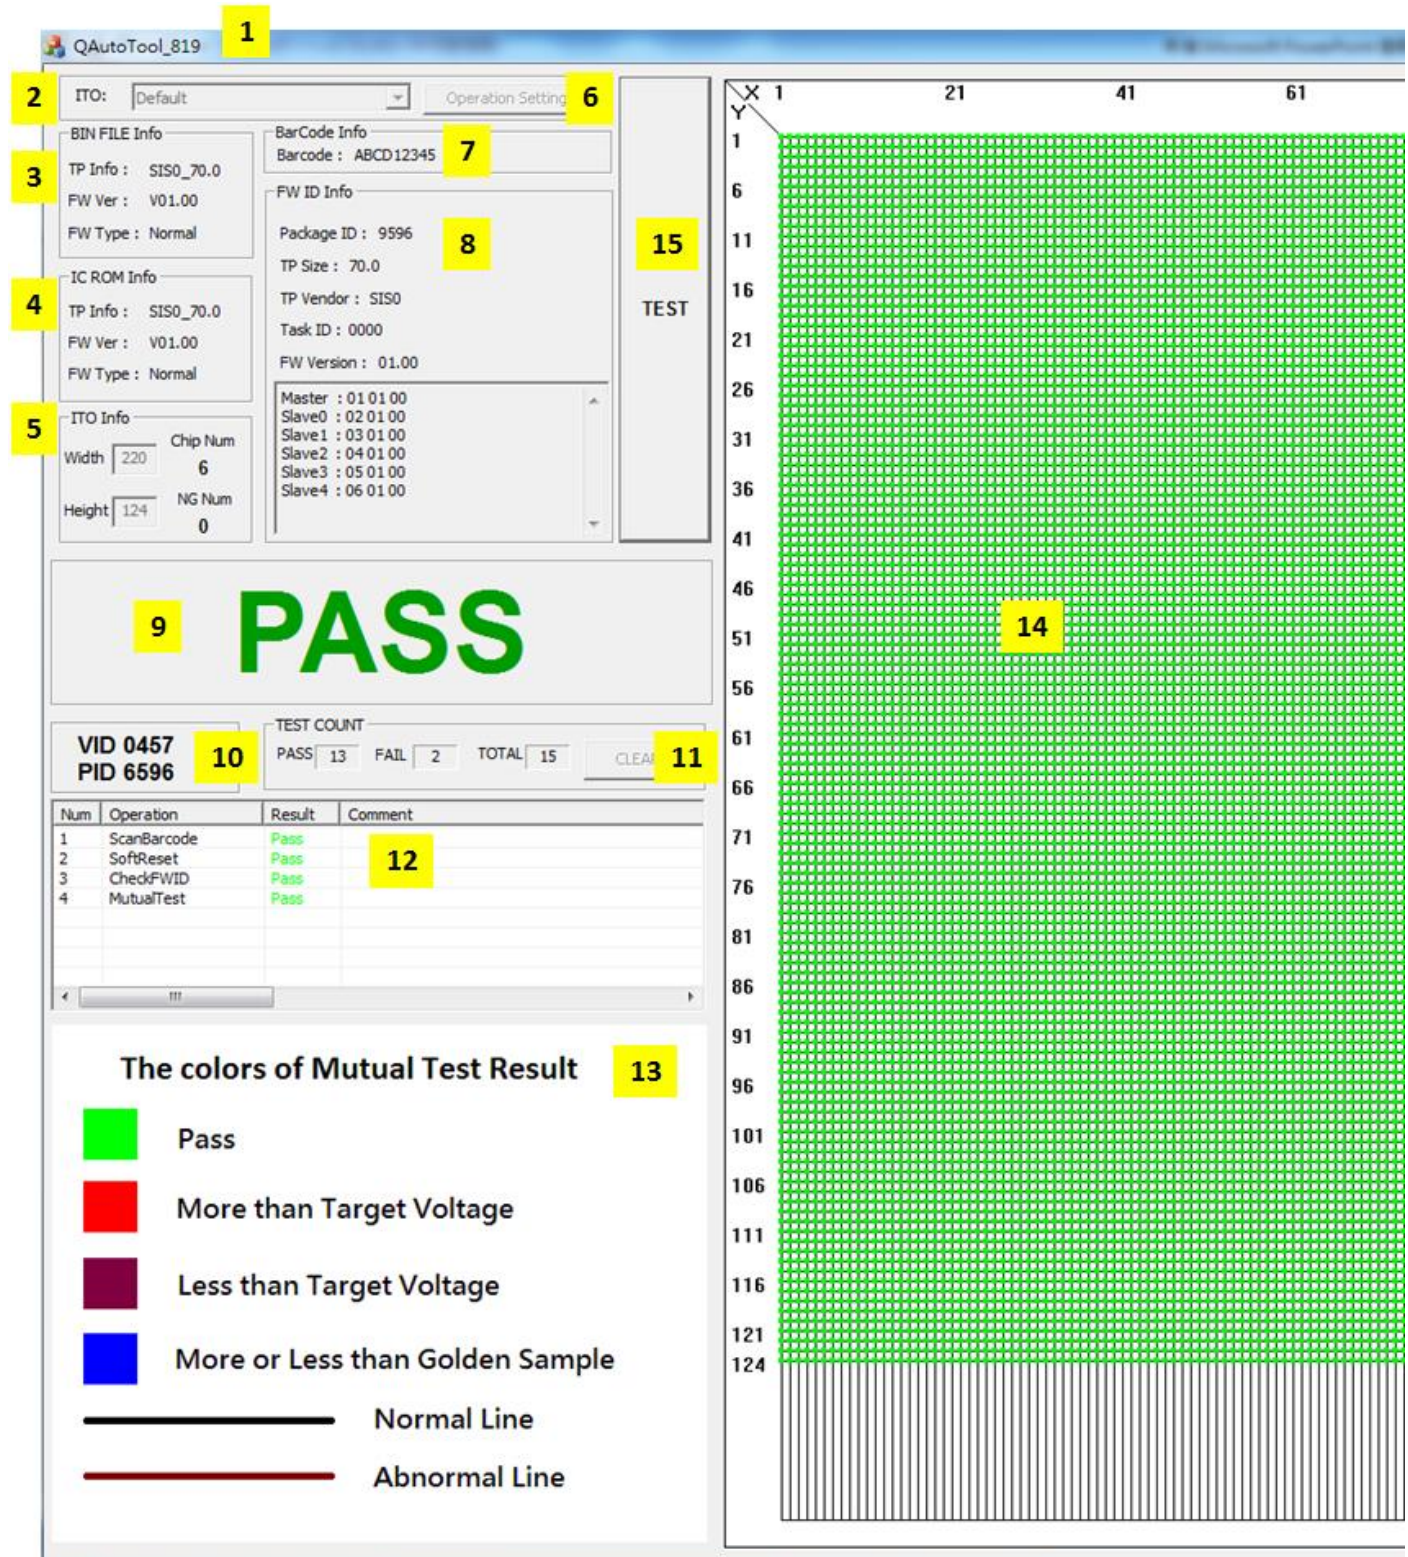 1
QAutoTool_819
2
ITO: Default
Operation Setting
6
BIN FILE Info
3
TP Info : SIS0_70.0
FW Ver : V01.00
FW Type : Normal
BarCode Info
Barcode : ABCD12345
7
FW ID Info
Package ID : 9596
8
TP Size : 70.0
TP Vendor : SIS0
Task ID : 0000
FW Version : 01.00
IC ROM Info
4
TP Info : SIS0_70.0
FW Ver : V01.00
FW Type : Normal
Master : 01 01 00
Slave0 : 02 01 00
Slave1 : 03 01 00
Slave2 : 04 01 00
Slave3 : 05 01 00
Slave4 : 06 01 00
5
ITO Info
Width 220
Chip Num
6
Height 124
NG Num
0
15
TEST
9
PASS
VID 0457
PID 6596
10
TEST COUNT
PASS 13 FAIL 2 TOTAL 15
11
Num Operation Result Comment
1 ScanBarcode Pass
2 SoftReset Pass
3 CheckFWID Pass
4 MutualTest Pass
12
The colors of Mutual Test Result
13
Pass
More than Target Voltage
Less than Target Voltage
More or Less than Golden Sample
Normal Line
Abnormal Line
X 1 21 41 61
Y
1
6
11
16
21
26
31
36
41
46
51
56
61
66
71
76
81
86
91
96
101
106
111
116
121
124
14